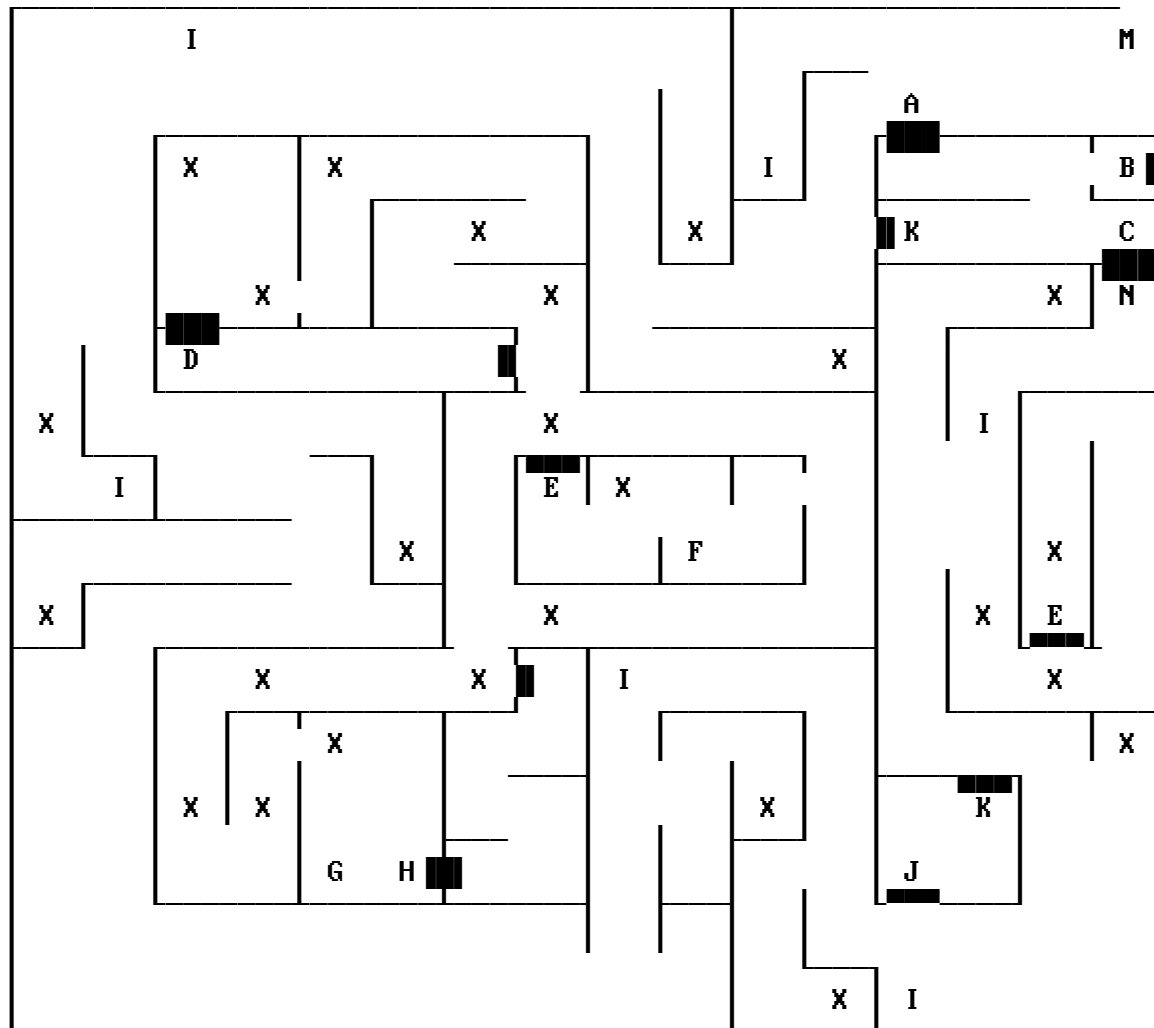 I M
A
X X I B
X X K C
X X X N
D X
X X I
I E X
X F X
X X X E
X X I X
X X
X X X K
G H J
X I